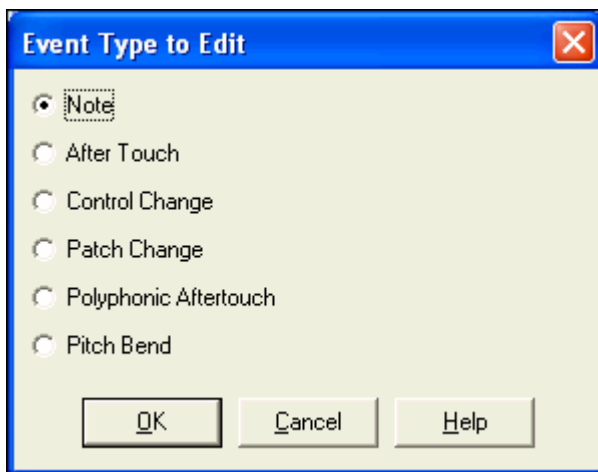 Event Type to Edit
Note
After Touch
Control Change
Patch Change
Polyphonic Aftertouch
Pitch Bend
OK Cancel Help